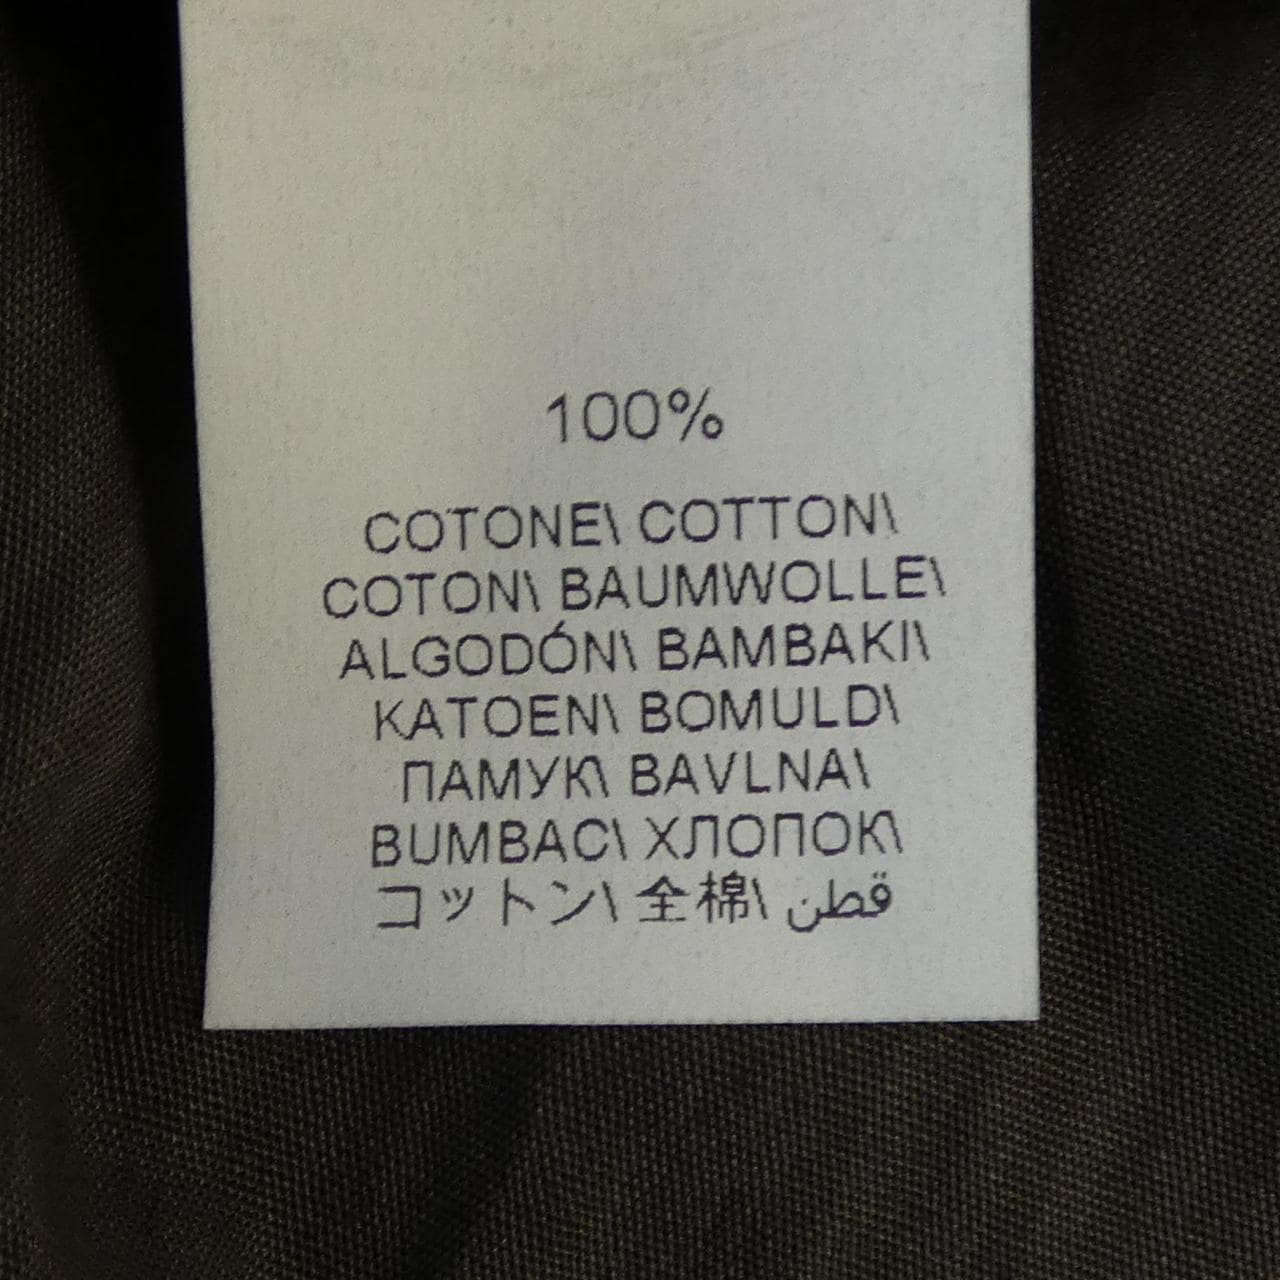 100%
COTONE\ COTTON\
COTON\ BAUMWOLLE\
ALGODÓN\ BAMBAKI\
KATOEN\ BOMULD\
ПАМУК\ BAVLNA\
BUMBAC\ ХЛОПОК\
コットン\ 全棉\ قطن